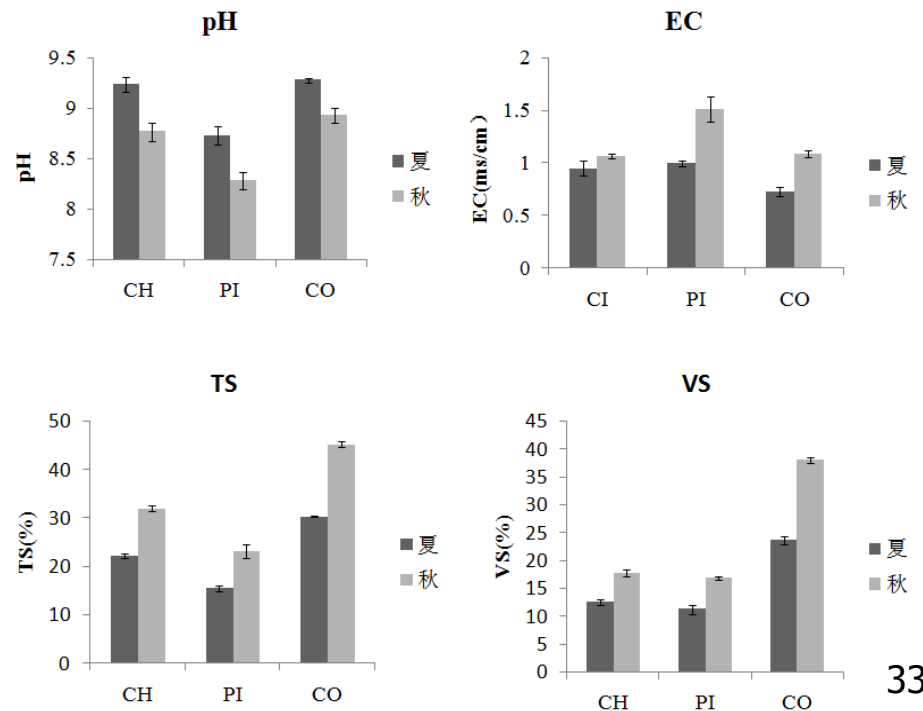 pH
9.5
9
8.5
8
7.5
pH
CH PI CO
夏
秋
EC
2
1.5
1
0.5
0
EC(ms/cm)
CI PI CO
夏
秋
TS
50
40
30
20
10
0
TS(%)
CH PI CO
夏
秋
VS
45
40
35
30
25
20
15
10
5
0
VS(%)
CH PI CO
夏
秋
33